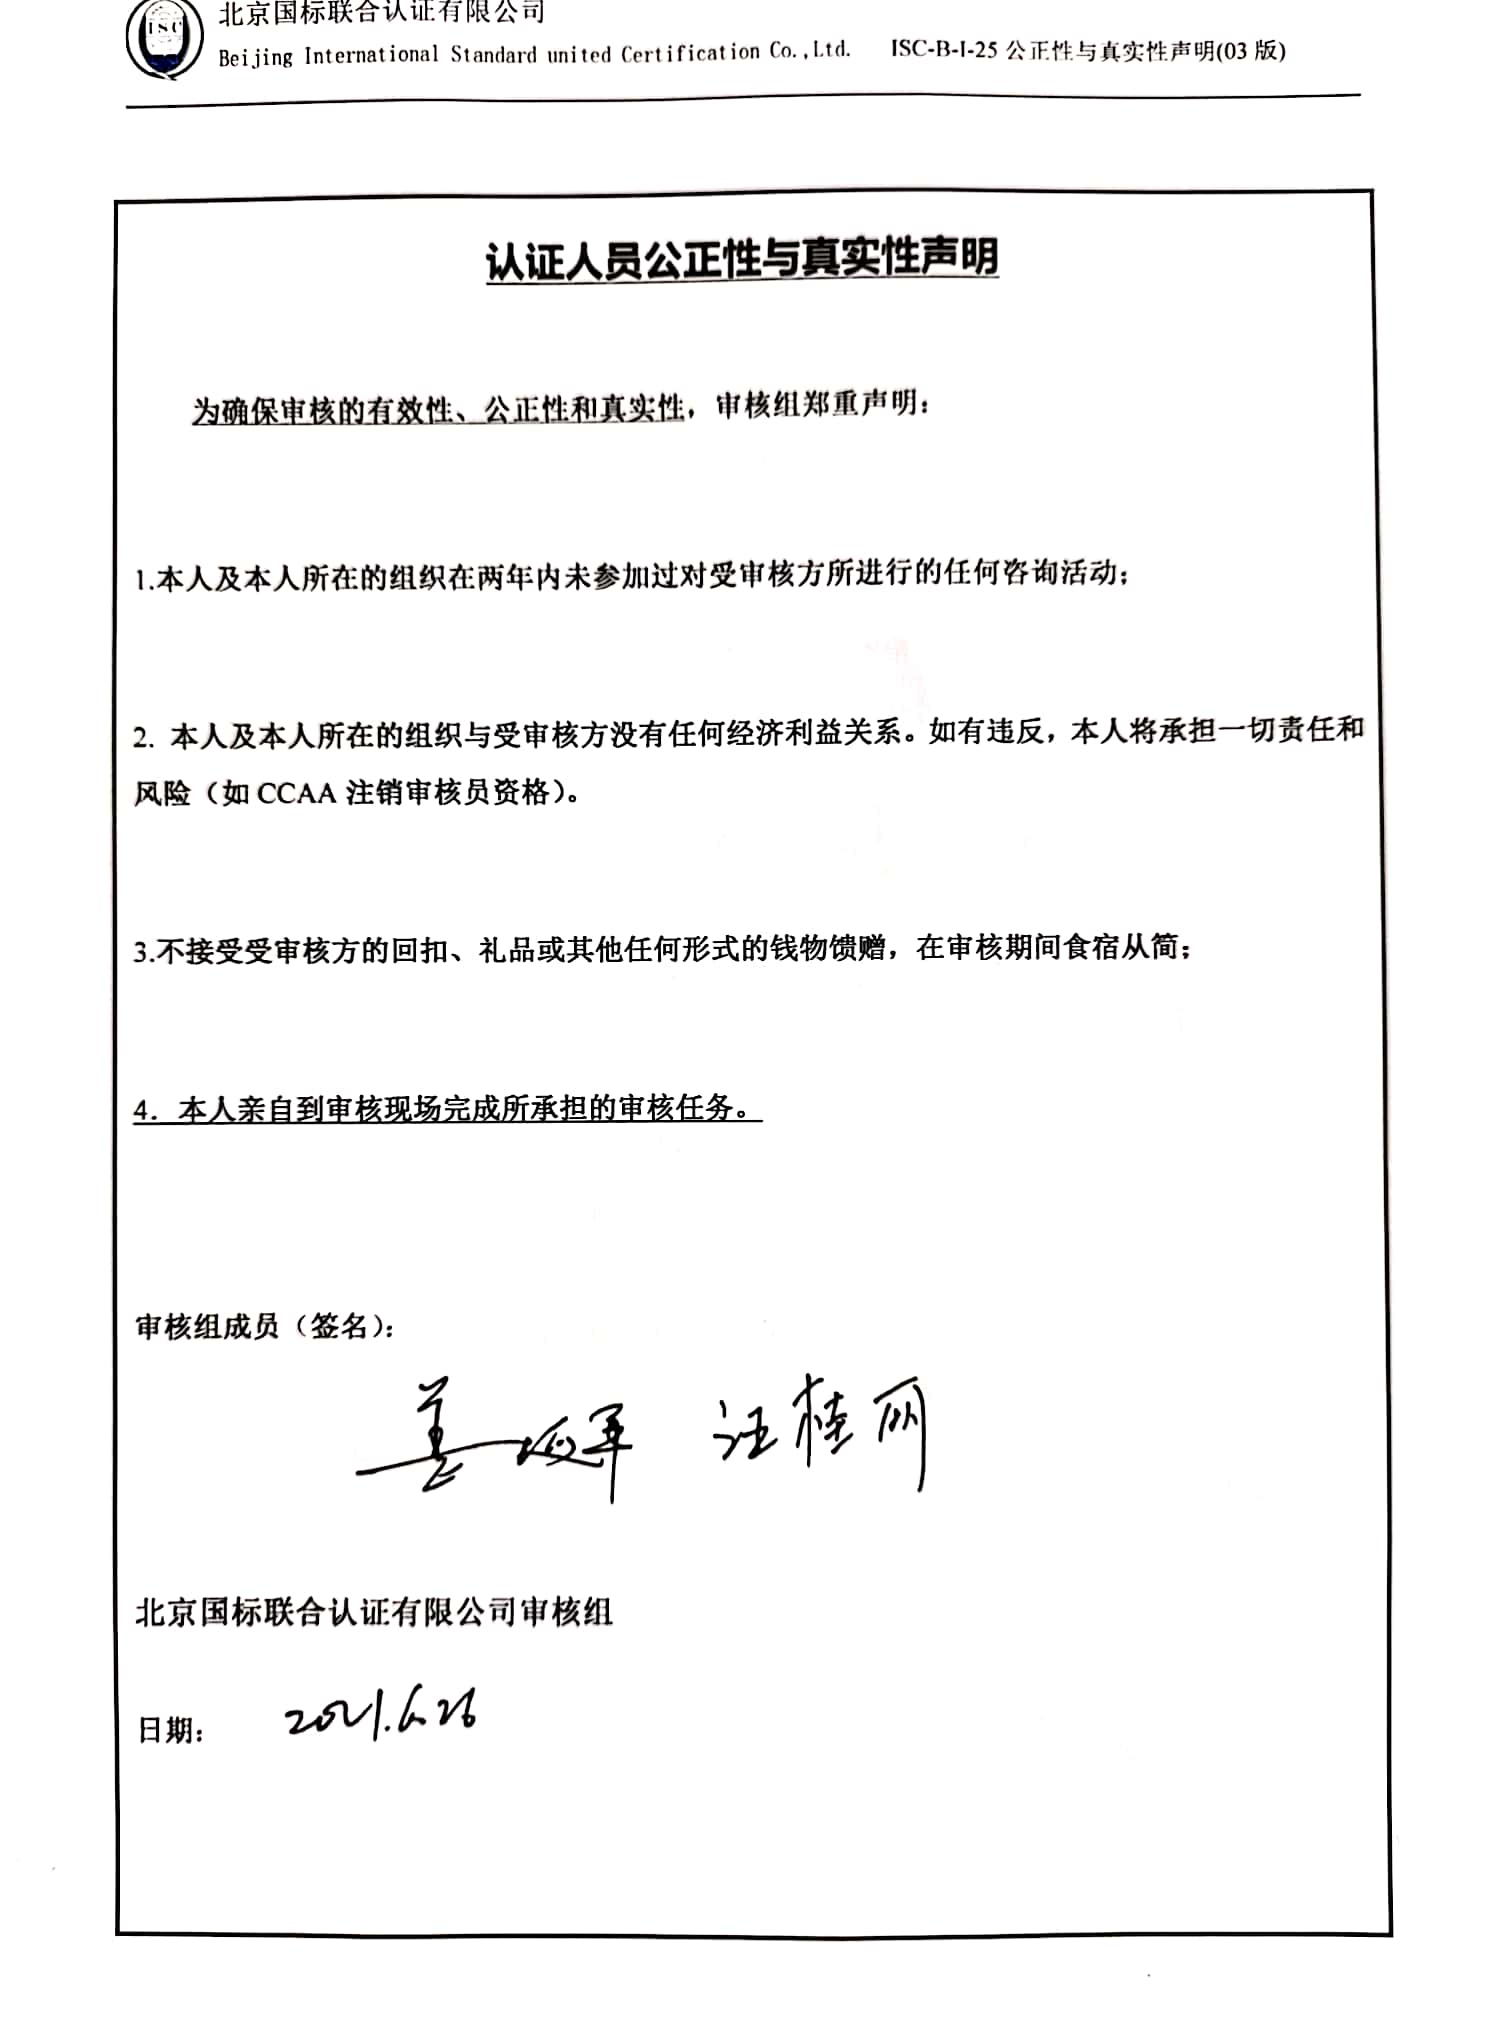 ISC
北京国标联合认证有限公司
Beijing International Standard united Certification Co.,Ltd. ISC-B-I-25 公正性与真实性声明(03 版)
认证人员公正性与真实性声明
为确保审核的有效性、公正性和真实性，审核组郑重声明：
1.本人及本人所在的组织在两年内未参加过对受审核方所进行的任何咨询活动；
2. 本人及本人所在的组织与受审核方没有任何经济利益关系。如有违反，本人将承担一切责任和
风险（如 CCAA 注销审核员资格）。
3.不接受受审核方的回扣、礼品或其他任何形式的钱物馈赠，在审核期间食宿从简；
4. 本人亲自到审核现场完成所承担的审核任务。
审核组成员（签名）：
姜海军 汪桂丽
北京国标联合认证有限公司审核组
日期： 2021.6.26